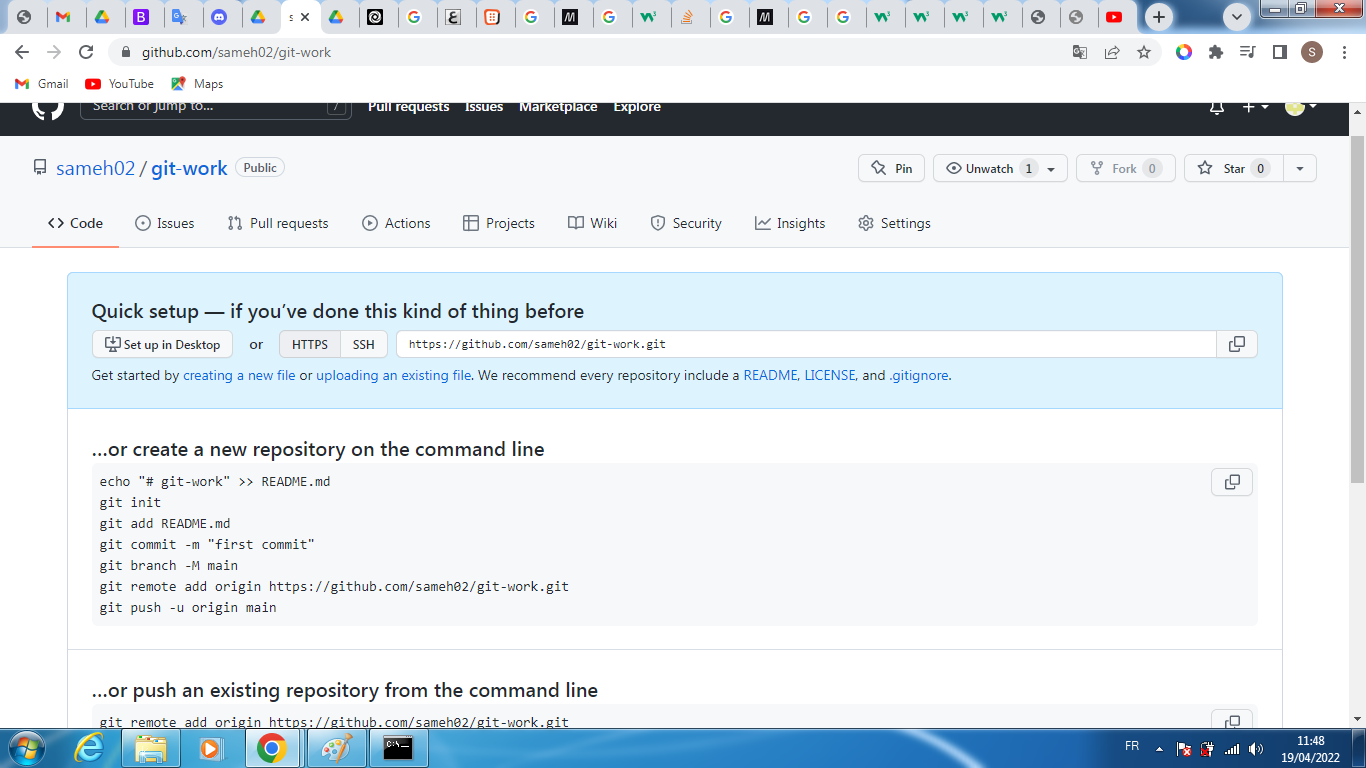 s
github.com/sameh02/git-work
S
Gmail
YouTube
Maps
Search or jump to...
/
Pull requests
Issues
Marketplace
Explore
sameh02 / git-work
Public
Pin
Unwatch 1
Fork 0
Star 0
Code
Issues
Pull requests
Actions
Projects
Wiki
Security
Insights
Settings
Quick setup — if you’ve done this kind of thing before
Set up in Desktop
or
HTTPS
SSH
https://github.com/sameh02/git-work.git
Get started by creating a new file or uploading an existing file. We recommend every repository include a README, LICENSE, and .gitignore.
…or create a new repository on the command line
echo "# git-work" >> README.md
git init
git add README.md
git commit -m "first commit"
git branch -M main
git remote add origin https://github.com/sameh02/git-work.git
git push -u origin main
…or push an existing repository from the command line
git remote add origin https://github.com/sameh02/git-work.git
FR
11:48
19/04/2022